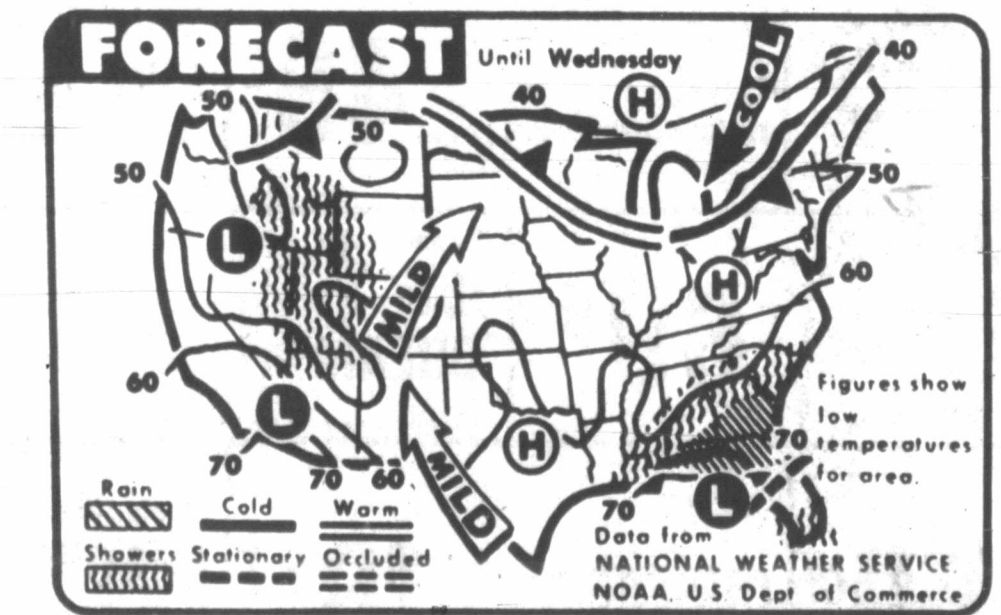 FORECAST
Until Wednesday
40
50
40
H
COOL
50
50
50
L
MILD
H
60
60
L
MILD
H
Figures show
low
temperatures
for area.
70
70
70
60
70
L
Rain
Cold
Warm
Showers
Stationary
Occluded
Data from
NATIONAL WEATHER SERVICE.
NOAA. U.S. Dept of Commerce